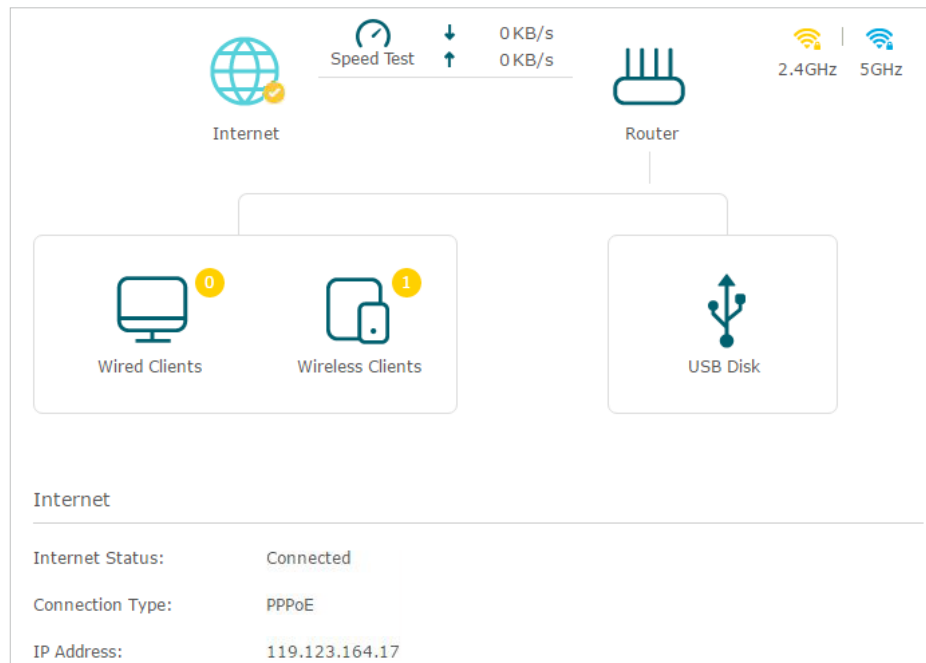 Speed Test
0 KB/s
0 KB/s
2.4GHz 5GHz
Internet
Router
0
1
Wired Clients
Wireless Clients
USB Disk
Internet
Internet Status: Connected
Connection Type: PPPoE
IP Address: 119.123.164.17